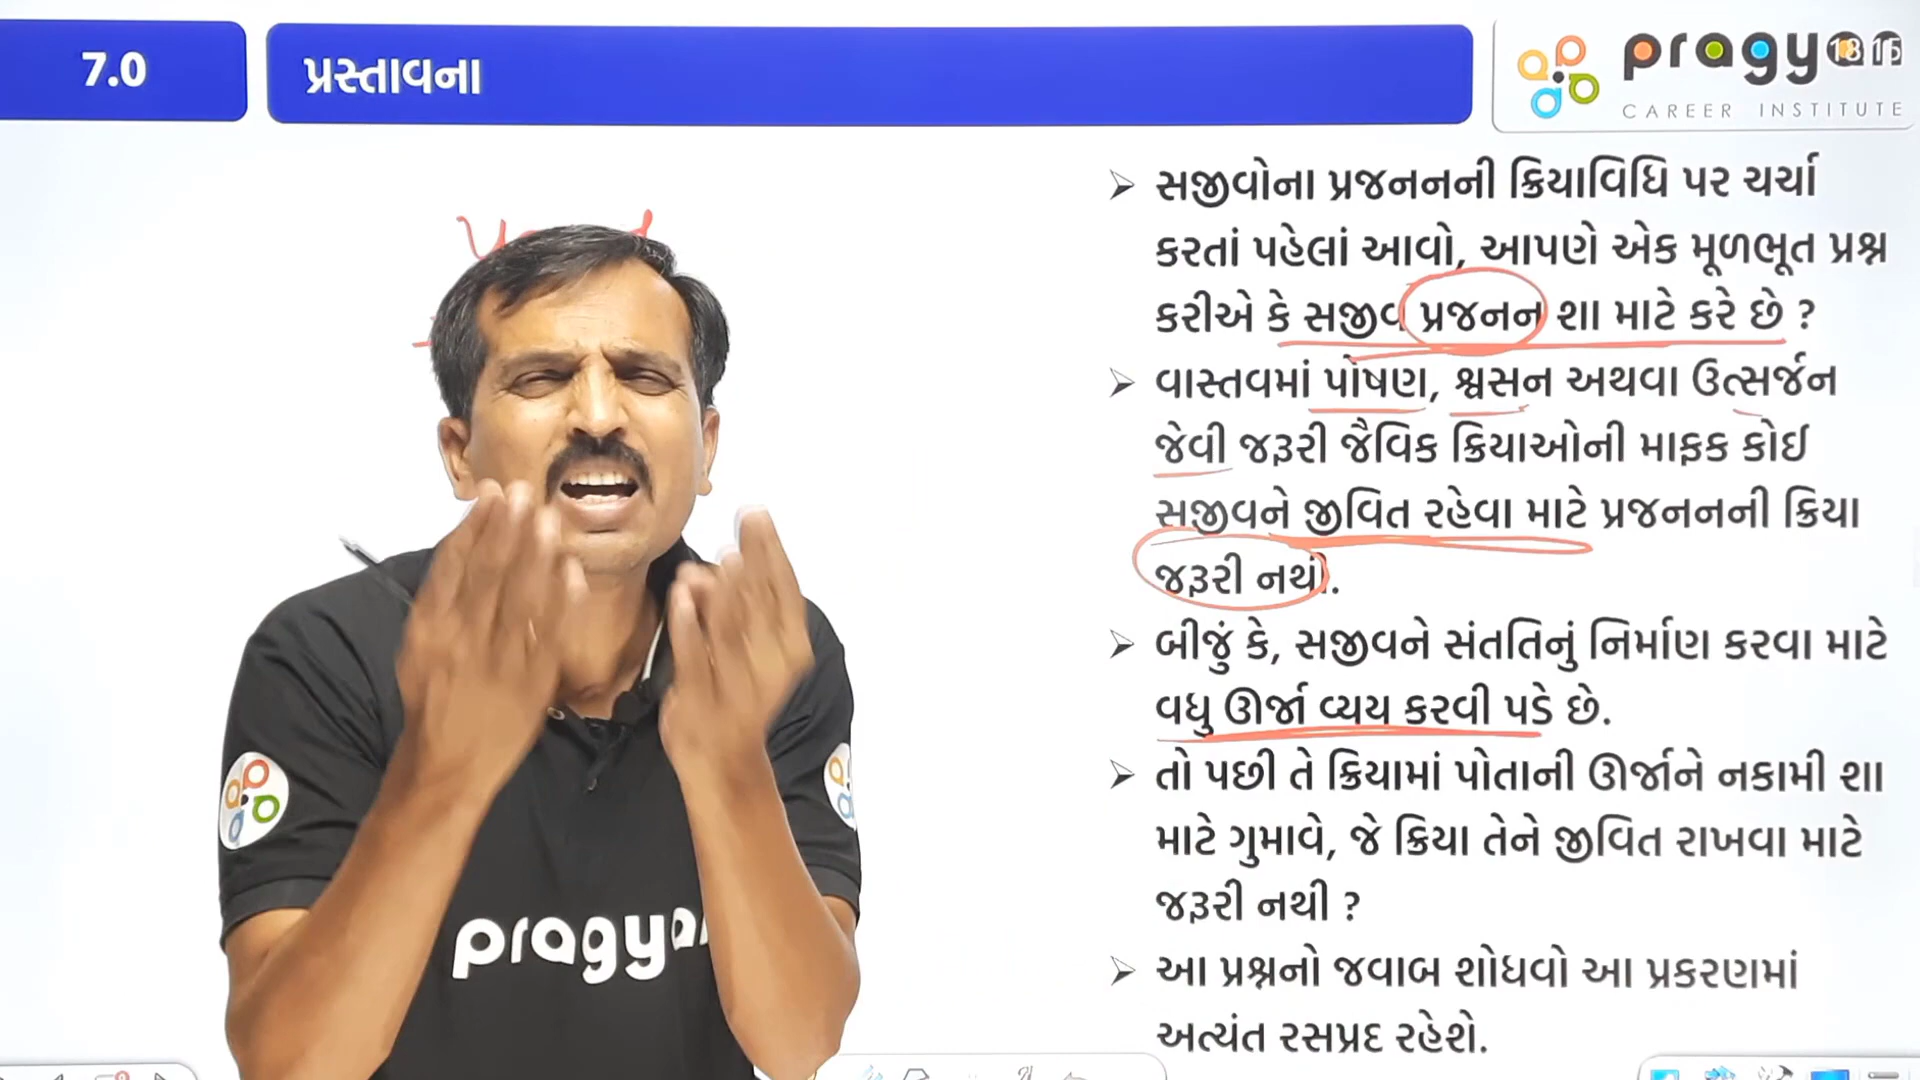 7.0
પ્રસ્તાવના
pragyan
CAREER INSTITUTE
18:15
➢ સજીવોના પ્રજનનની ક્રિયાવિધિ પર ચર્ચા
કરતાં પહેલાં આવો, આપણે એક મૂળભૂત પ્રશ્ન
કરીએ કે સજીવ પ્રજનન શા માટે કરે છે ?
➢ વાસ્તવમાં પોષણ, શ્વસન અથવા ઉત્સર્જન
જેવી જરૂરી જૈવિક ક્રિયાઓની માફક કોઈ
સજીવને જીવિત રહેવા માટે પ્રજનનની ક્રિયા
જરૂરી નથી.
➢ બીજું કે, સજીવને સંતતિનું નિર્માણ કરવા માટે
વધુ ઊર્જા વ્યય કરવી પડે છે.
➢ તો પછી તે ક્રિયામાં પોતાની ઊર્જાને નકામી શા
માટે ગુમાવે, જે ક્રિયા તેને જીવિત રાખવા માટે
જરૂરી નથી ?
➢ આ પ્રશ્નનો જવાબ શોધવો આ પ્રકરણમાં
અત્યંત રસપ્રદ રહેશે.
pragya